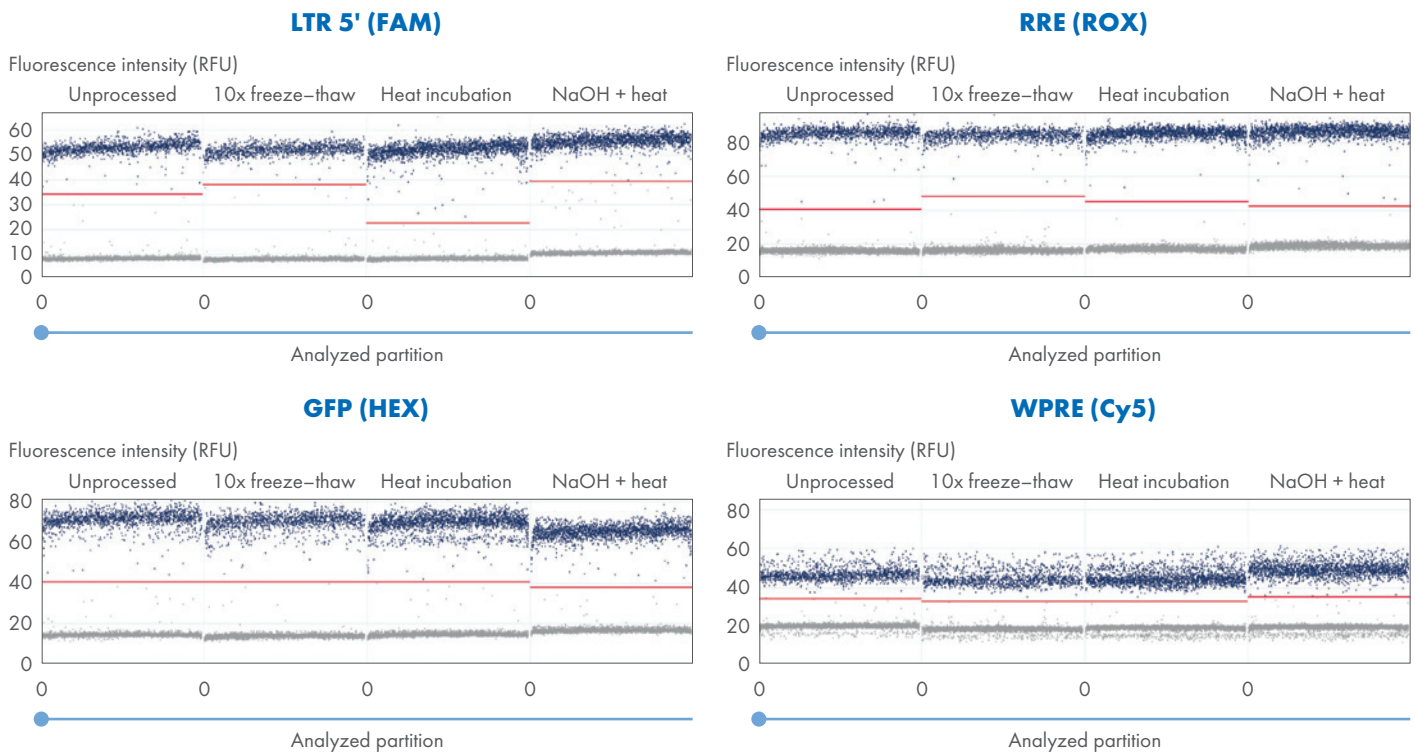 LTR 5' (FAM)
Fluorescence intensity (RFU)
Unprocessed 10x freeze–thaw Heat incubation NaOH + heat
60
50
40
30
20
10
0
0 0 0 0
Analyzed partition
RRE (ROX)
Fluorescence intensity (RFU)
Unprocessed 10x freeze–thaw Heat incubation NaOH + heat
80
60
40
20
0
0 0 0 0
Analyzed partition
GFP (HEX)
Fluorescence intensity (RFU)
Unprocessed 10x freeze–thaw Heat incubation NaOH + heat
80
60
40
20
0
0 0 0 0
Analyzed partition
WPRE (Cy5)
Fluorescence intensity (RFU)
Unprocessed 10x freeze–thaw Heat incubation NaOH + heat
80
60
40
20
0
0 0 0 0
Analyzed partition